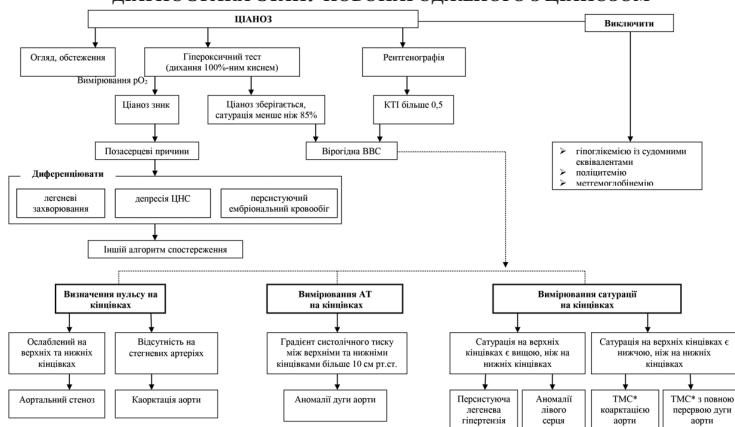 ЦІАНОЗ
Виключити
Огляд, обстеження
Гіпероксичний тест
(дихання 100%-ним киснем)
Рентгенографія
Вимірювання pO2
Ціаноз зник
Ціаноз зберігається,
сатурація менше ніж 85%
КТІ більше 0,5
Позасерцеві причини
Вірогідна ВВС
➢ гіпоглікемією із судомними
еквівалентами
➢ поліцитемію
➢ метгемоглобінемію
Диференціювати
легеневі
захворювання
депресія ЦНС
персистуючий
ембріональний кровообіг
Іншій алгоритм спостереження
Визначення пульсу на
кінцівках
Вимірювання АТ
на кінцівках
Вимірювання сатурації
на кінцівках
Ослаблений на
верхніх та нижніх
кінцівках
Відсутність на
стегневих артеріях
Градієнт систолічного тиску
між верхніми та нижніми
кінцівками більше 10 см рт.ст.
Сатурація на верхніх
кінцівках є вищою, ніж на
нижніх кінцівках
Сатурація на верхніх кінцівках є
нижчою, ніж на нижніх
кінцівках
Аортальний стеноз
Каорктація аорти
Аномалії дуги аорти
Персистуюча
легенева
гіпертензія
Аномалії
лівого
серця
ТМС*
коарктацією
аорти
ТМС* з повною
перервою дуги
аорти